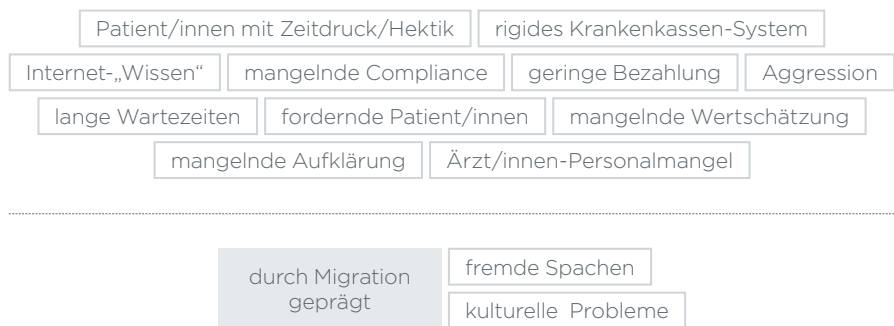 Patient/innen mit Zeitdruck/Hektik rigides Krankenkassen-System
Internet-„Wissen“ mangelnde Compliance geringe Bezahlung Aggression
lange Wartezeiten fordernde Patient/innen mangelnde Wertschätzung
mangelnde Aufklärung Ärzt/innen-Personalmangel
durch Migration
geprägt
fremde Spachen
kulturelle Probleme